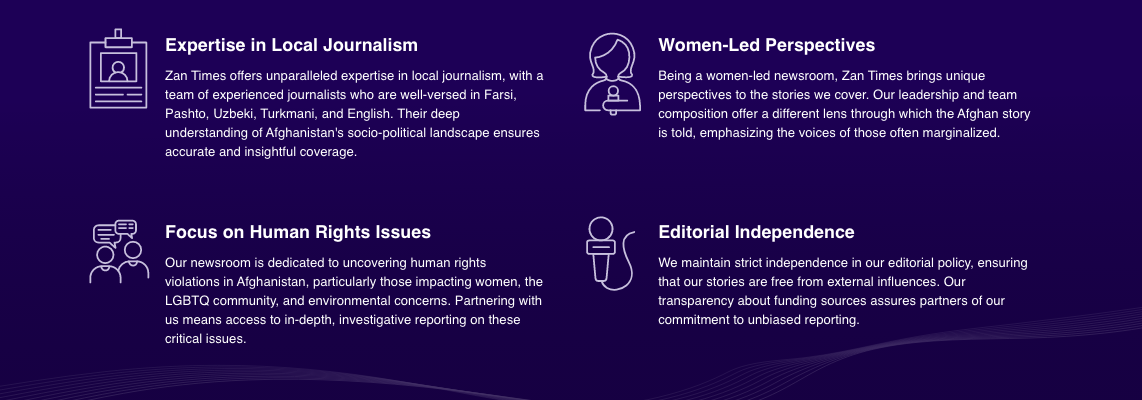 Expertise in Local Journalism
Zan Times offers unparalleled expertise in local journalism, with a
team of experienced journalists who are well-versed in Farsi,
Pashto, Uzbeki, Turkmani, and English. Their deep
understanding of Afghanistan's socio-political landscape ensures
accurate and insightful coverage.
Women-Led Perspectives
Being a women-led newsroom, Zan Times brings unique
perspectives to the stories we cover. Our leadership and team
composition offer a different lens through which the Afghan story
is told, emphasizing the voices of those often marginalized.
Focus on Human Rights Issues
Our newsroom is dedicated to uncovering human rights
violations in Afghanistan, particularly those impacting women, the
LGBTQ community, and environmental concerns. Partnering with
us means access to in-depth, investigative reporting on these
critical issues.
Editorial Independence
We maintain strict independence in our editorial policy, ensuring
that our stories are free from external influences. Our
transparency about funding sources assures partners of our
commitment to unbiased reporting.